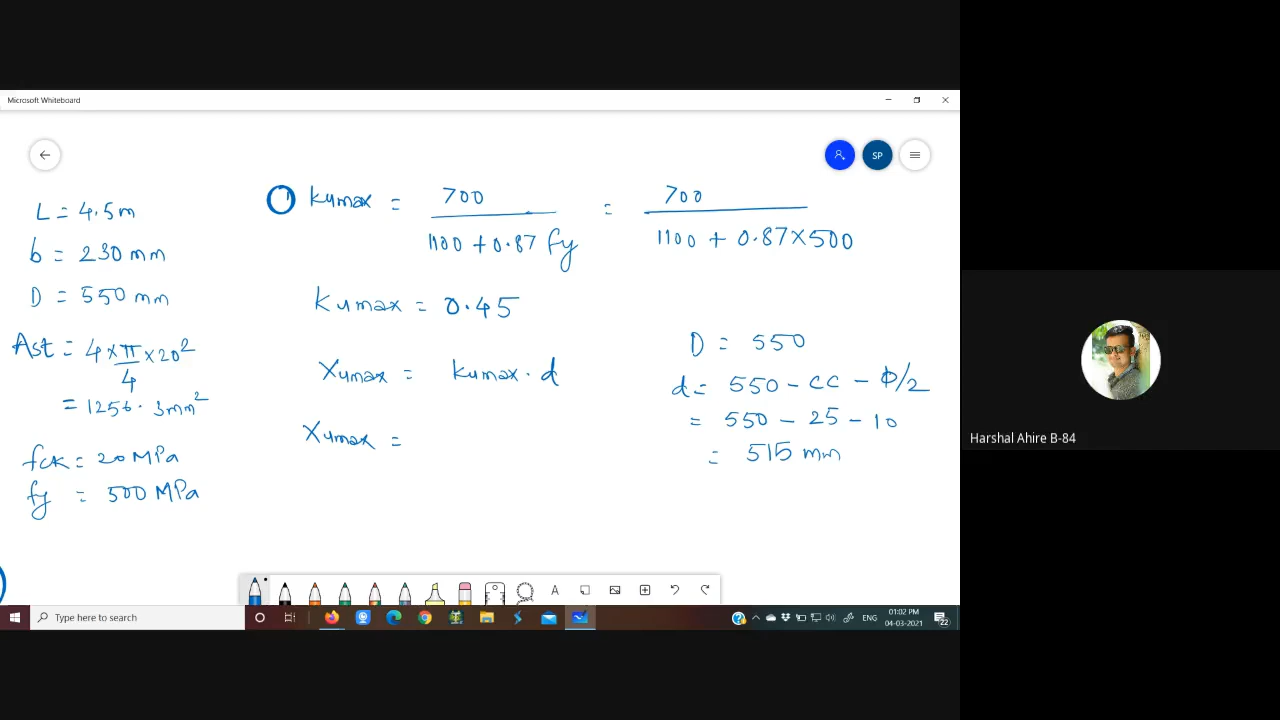 Microsoft Whiteboard
SP
L = 4.5m
b = 230 mm
D = 550 mm
Ast = 4 × π/4 × 20²
= 1256.3mm²
fck = 20 MPa
fy = 500 MPa
① Kumax = 700 / 1100 + 0.87 fy = 700 / 1100 + 0.87×500
Kumax = 0.45
Xumax = Kumax . d
Xumax =
D = 550
d = 550 - CC - Φ/2
= 550 - 25 - 10
= 515 mm
Harshal Ahire B-84
A
Type here to search
ENG
01:02 PM
04-03-2021
22